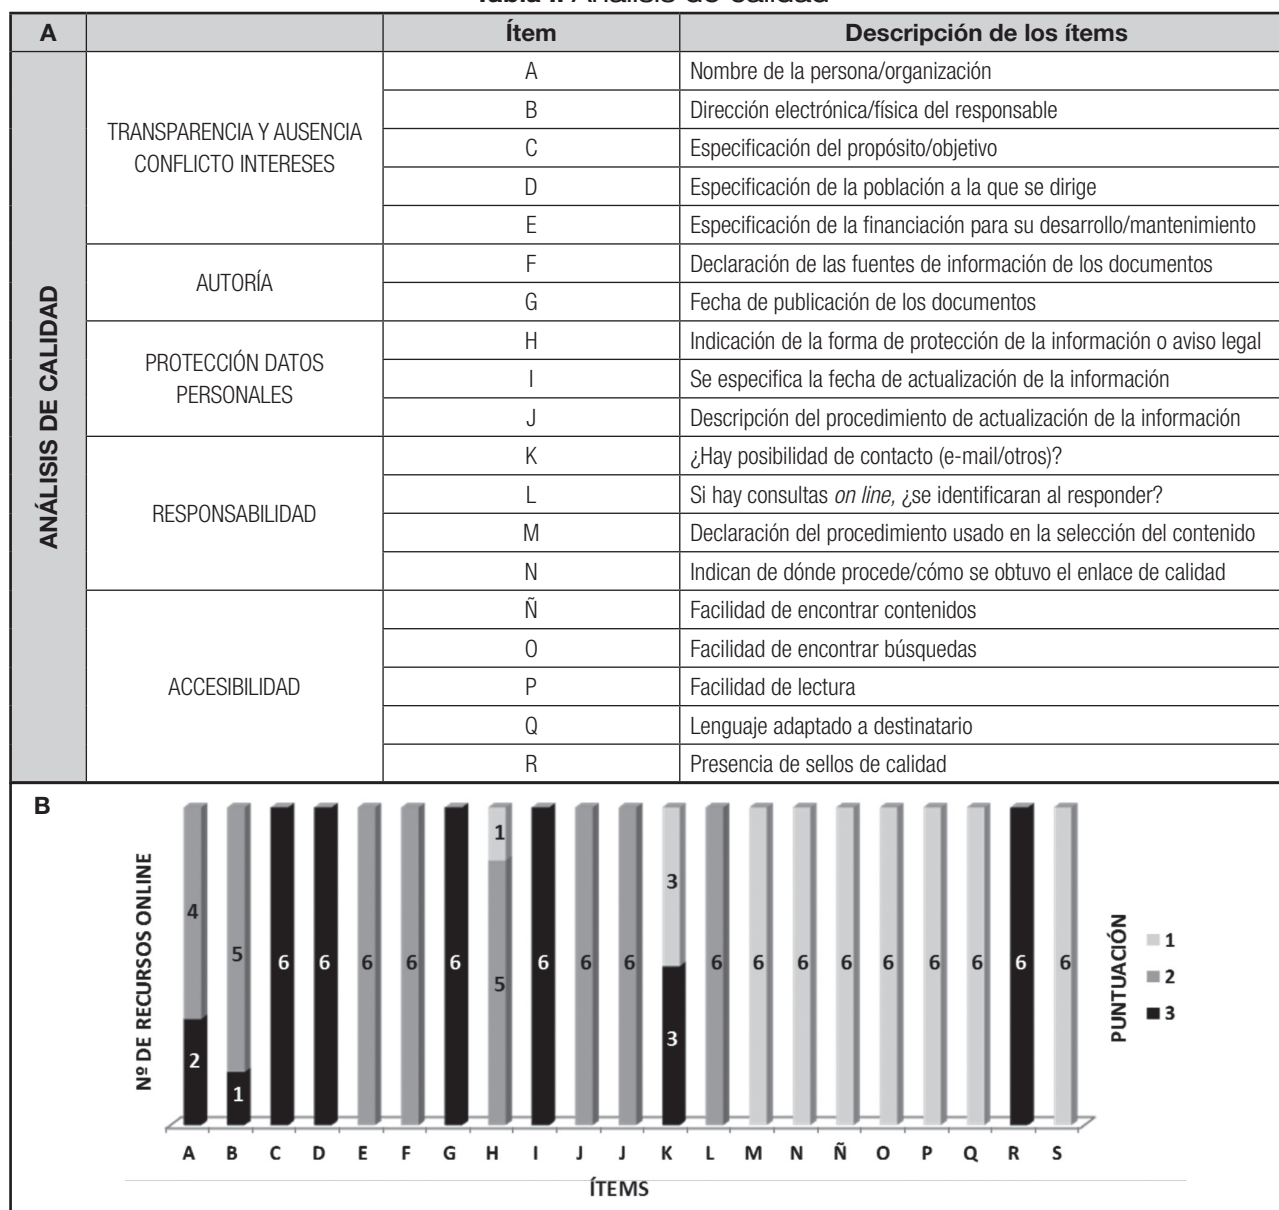 A Ítem Descripción de los ítems
ANÁLISIS DE CALIDAD
TRANSPARENCIA Y AUSENCIA
CONFLICTO INTERESES
A Nombre de la persona/organización
B Dirección electrónica/física del responsable
C Especificación del propósito/objetivo
D Especificación de la población a la que se dirige
E Especificación de la financiación para su desarrollo/mantenimiento
AUTORÍA
F Declaración de las fuentes de información de los documentos
G Fecha de publicación de los documentos
PROTECCIÓN DATOS
PERSONALES
H Indicación de la forma de protección de la información o aviso legal
I Se especifica la fecha de actualización de la información
J Descripción del procedimiento de actualización de la información
RESPONSABILIDAD
K ¿Hay posibilidad de contacto (e-mail/otros)?
L Si hay consultas on line, ¿se identificaran al responder?
M Declaración del procedimiento usado en la selección del contenido
N Indican de dónde procede/cómo se obtuvo el enlace de calidad
ACCESIBILIDAD
Ñ Facilidad de encontrar contenidos
O Facilidad de encontrar búsquedas
P Facilidad de lectura
Q Lenguaje adaptado a destinatario
R Presencia de sellos de calidad
B
Nº DE RECURSOS ONLINE
1
3
4
5 6 6 6 6 6 6 6 6 6 6 6 6 6 6 6 6 6 6
5
2
3
1
A B C D E F G H I J J K L M N Ñ O P Q R S
ÍTEMS
PUNTUACIÓN
1
2
3